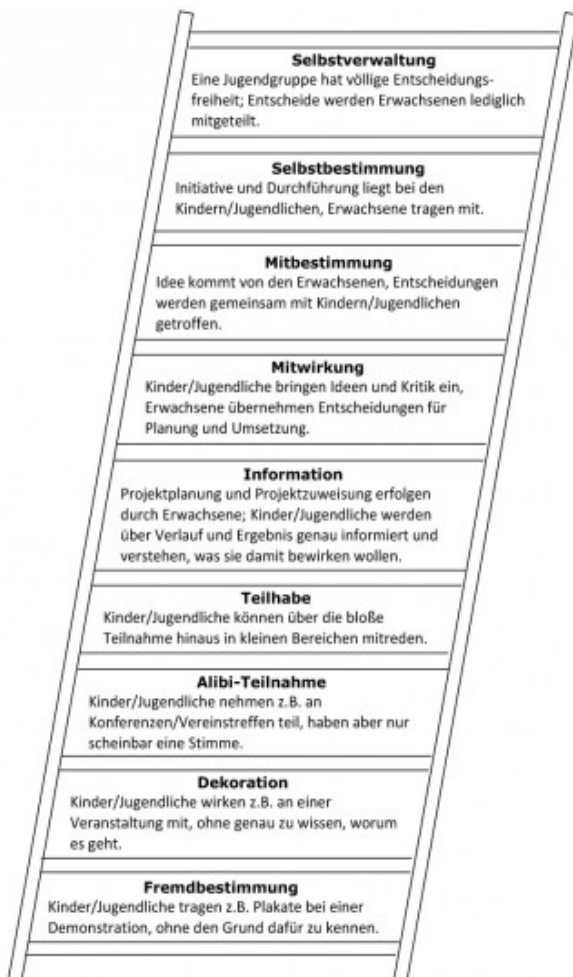 Selbstverwaltung
Eine Jugendgruppe hat völlige Entscheidungs-
freiheit; Entscheide werden Erwachsenen lediglich
mitgeteilt.
Selbstbestimmung
Initiative und Durchführung liegt bei den
Kindern/Jugendlichen, Erwachsene tragen mit.
Mitbestimmung
Idee kommt von den Erwachsenen, Entscheidungen
werden gemeinsam mit Kindern/Jugendlichen
getroffen.
Mitwirkung
Kinder/Jugendliche bringen Ideen und Kritik ein,
Erwachsene übernehmen Entscheidungen für
Planung und Umsetzung.
Information
Projektplanung und Projektzuweisung erfolgen
durch Erwachsene; Kinder/Jugendliche werden
über Verlauf und Ergebnis genau informiert und
verstehen, was sie damit bewirken wollen.
Teilhabe
Kinder/Jugendliche können über die bloße
Teilnahme hinaus in kleinen Bereichen mitreden.
Alibi-Teilnahme
Kinder/Jugendliche nehmen z.B. an
Konferenzen/Vereinstreffen teil, haben aber nur
scheinbar eine Stimme.
Dekoration
Kinder/Jugendliche wirken z.B. an einer
Veranstaltung mit, ohne genau zu wissen, worum
es geht.
Fremdbestimmung
Kinder/Jugendliche tragen z.B. Plakate bei einer
Demonstration, ohne den Grund dafür zu kennen.